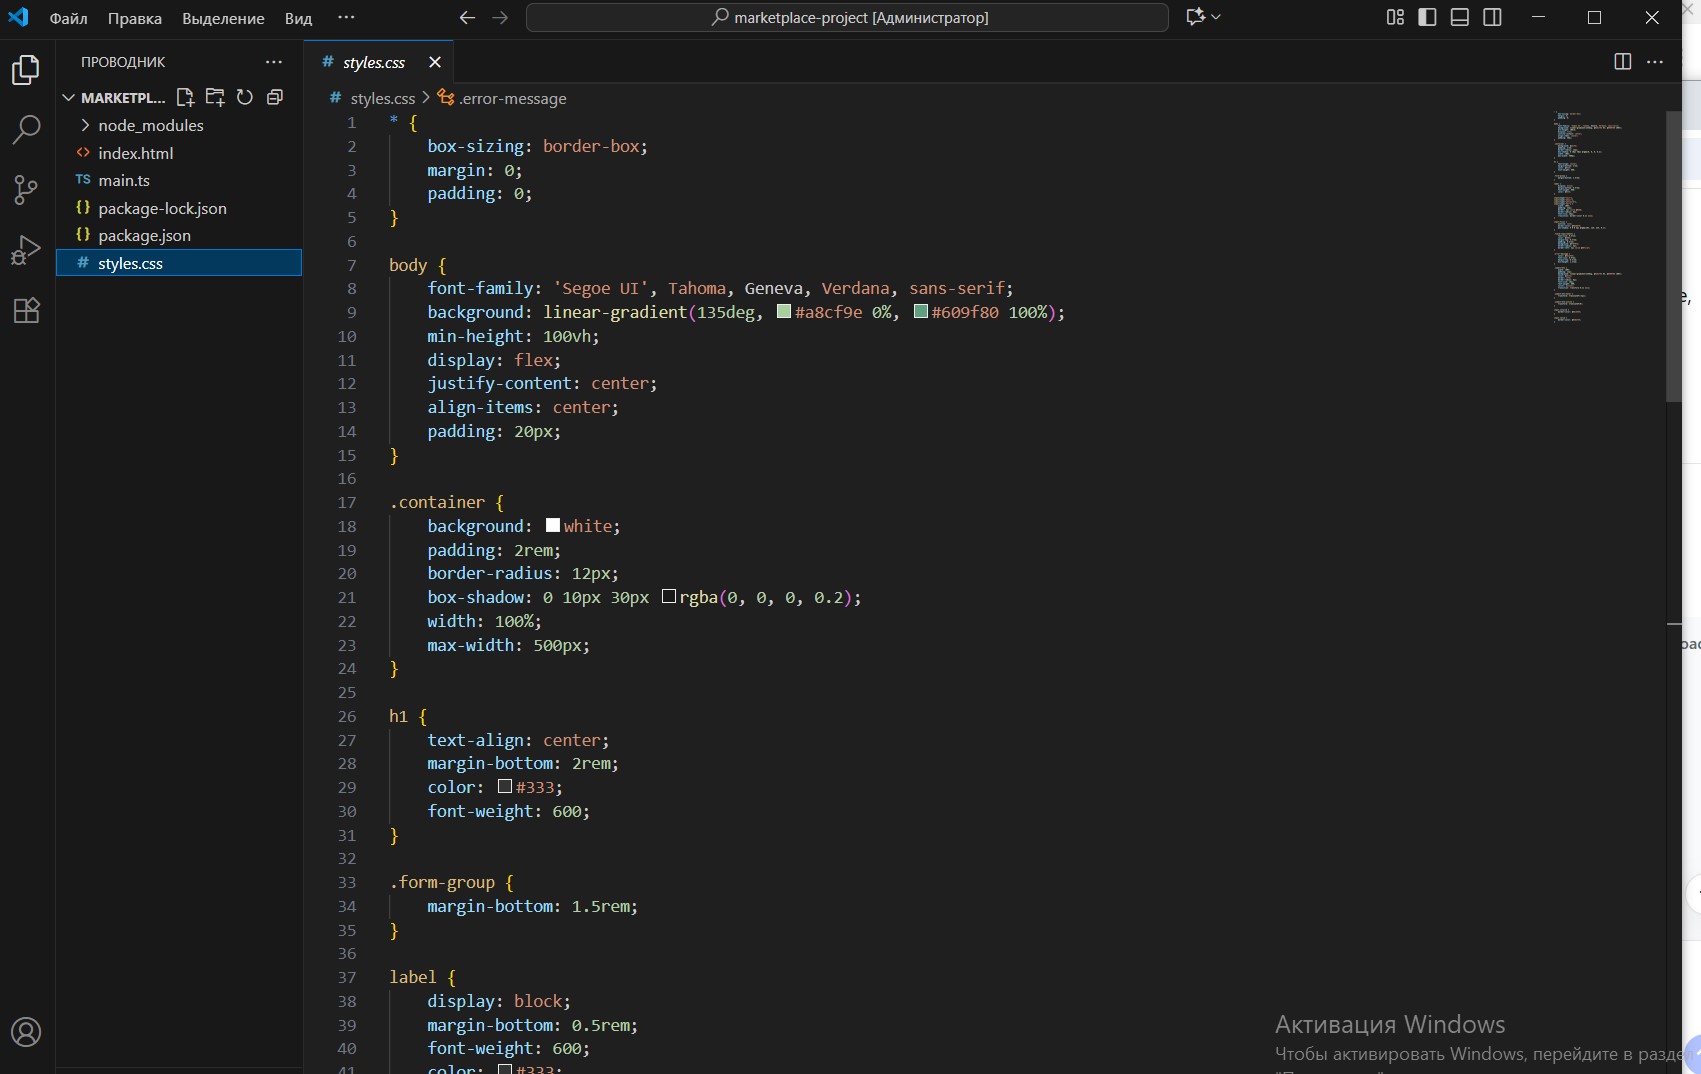 Файл Правка Выделение Вид ···
marketplace-project [Администратор]
ПРОВОДНИК
MARKETPL...
node_modules
index.html
TS main.ts
{} package-lock.json
{} package.json
# styles.css
# styles.css
# styles.css > .error-message
1 * {
2 box-sizing: border-box;
3 margin: 0;
4 padding: 0;
5 }
6
7 body {
8 font-family: 'Segoe UI', Tahoma, Geneva, Verdana, sans-serif;
9 background: linear-gradient(135deg, #a8cf9e 0%, #609f80 100%);
10 min-height: 100vh;
11 display: flex;
12 justify-content: center;
13 align-items: center;
14 padding: 20px;
15 }
16
17 .container {
18 background: white;
19 padding: 2rem;
20 border-radius: 12px;
21 box-shadow: 0 10px 30px rgba(0, 0, 0, 0.2);
22 width: 100%;
23 max-width: 500px;
24 }
25
26 h1 {
27 text-align: center;
28 margin-bottom: 2rem;
29 color: #333;
30 font-weight: 600;
31 }
32
33 .form-group {
34 margin-bottom: 1.5rem;
35 }
36
37 label {
38 display: block;
39 margin-bottom: 0.5rem;
40 font-weight: 600;
41 color: #333;
Активация Windows
Чтобы активировать Windows, перейдите в разде